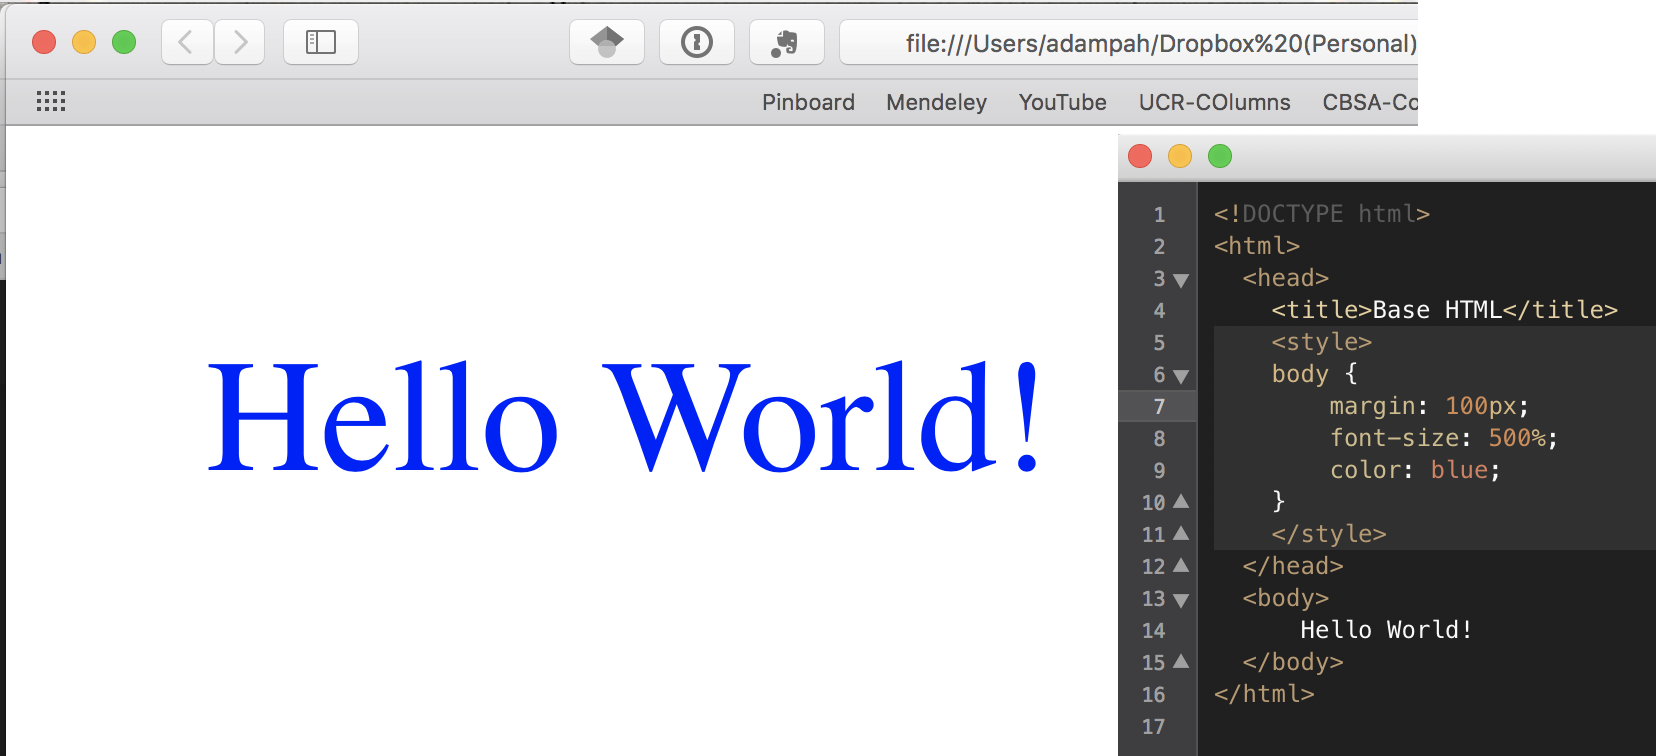 file:///Users/adampah/Dropbox%20(Personal)
Pinboard Mendeley YouTube UCR-COlumns CBSA-Co
Hello World!
1 <!DOCTYPE html>
2 <html>
3 <head>
4 <title>Base HTML</title>
5 <style>
6 body {
7 margin: 100px;
8 font-size: 500%;
9 color: blue;
10 }
11 </style>
12 </head>
13 <body>
14 Hello World!
15 </body>
16 </html>
17